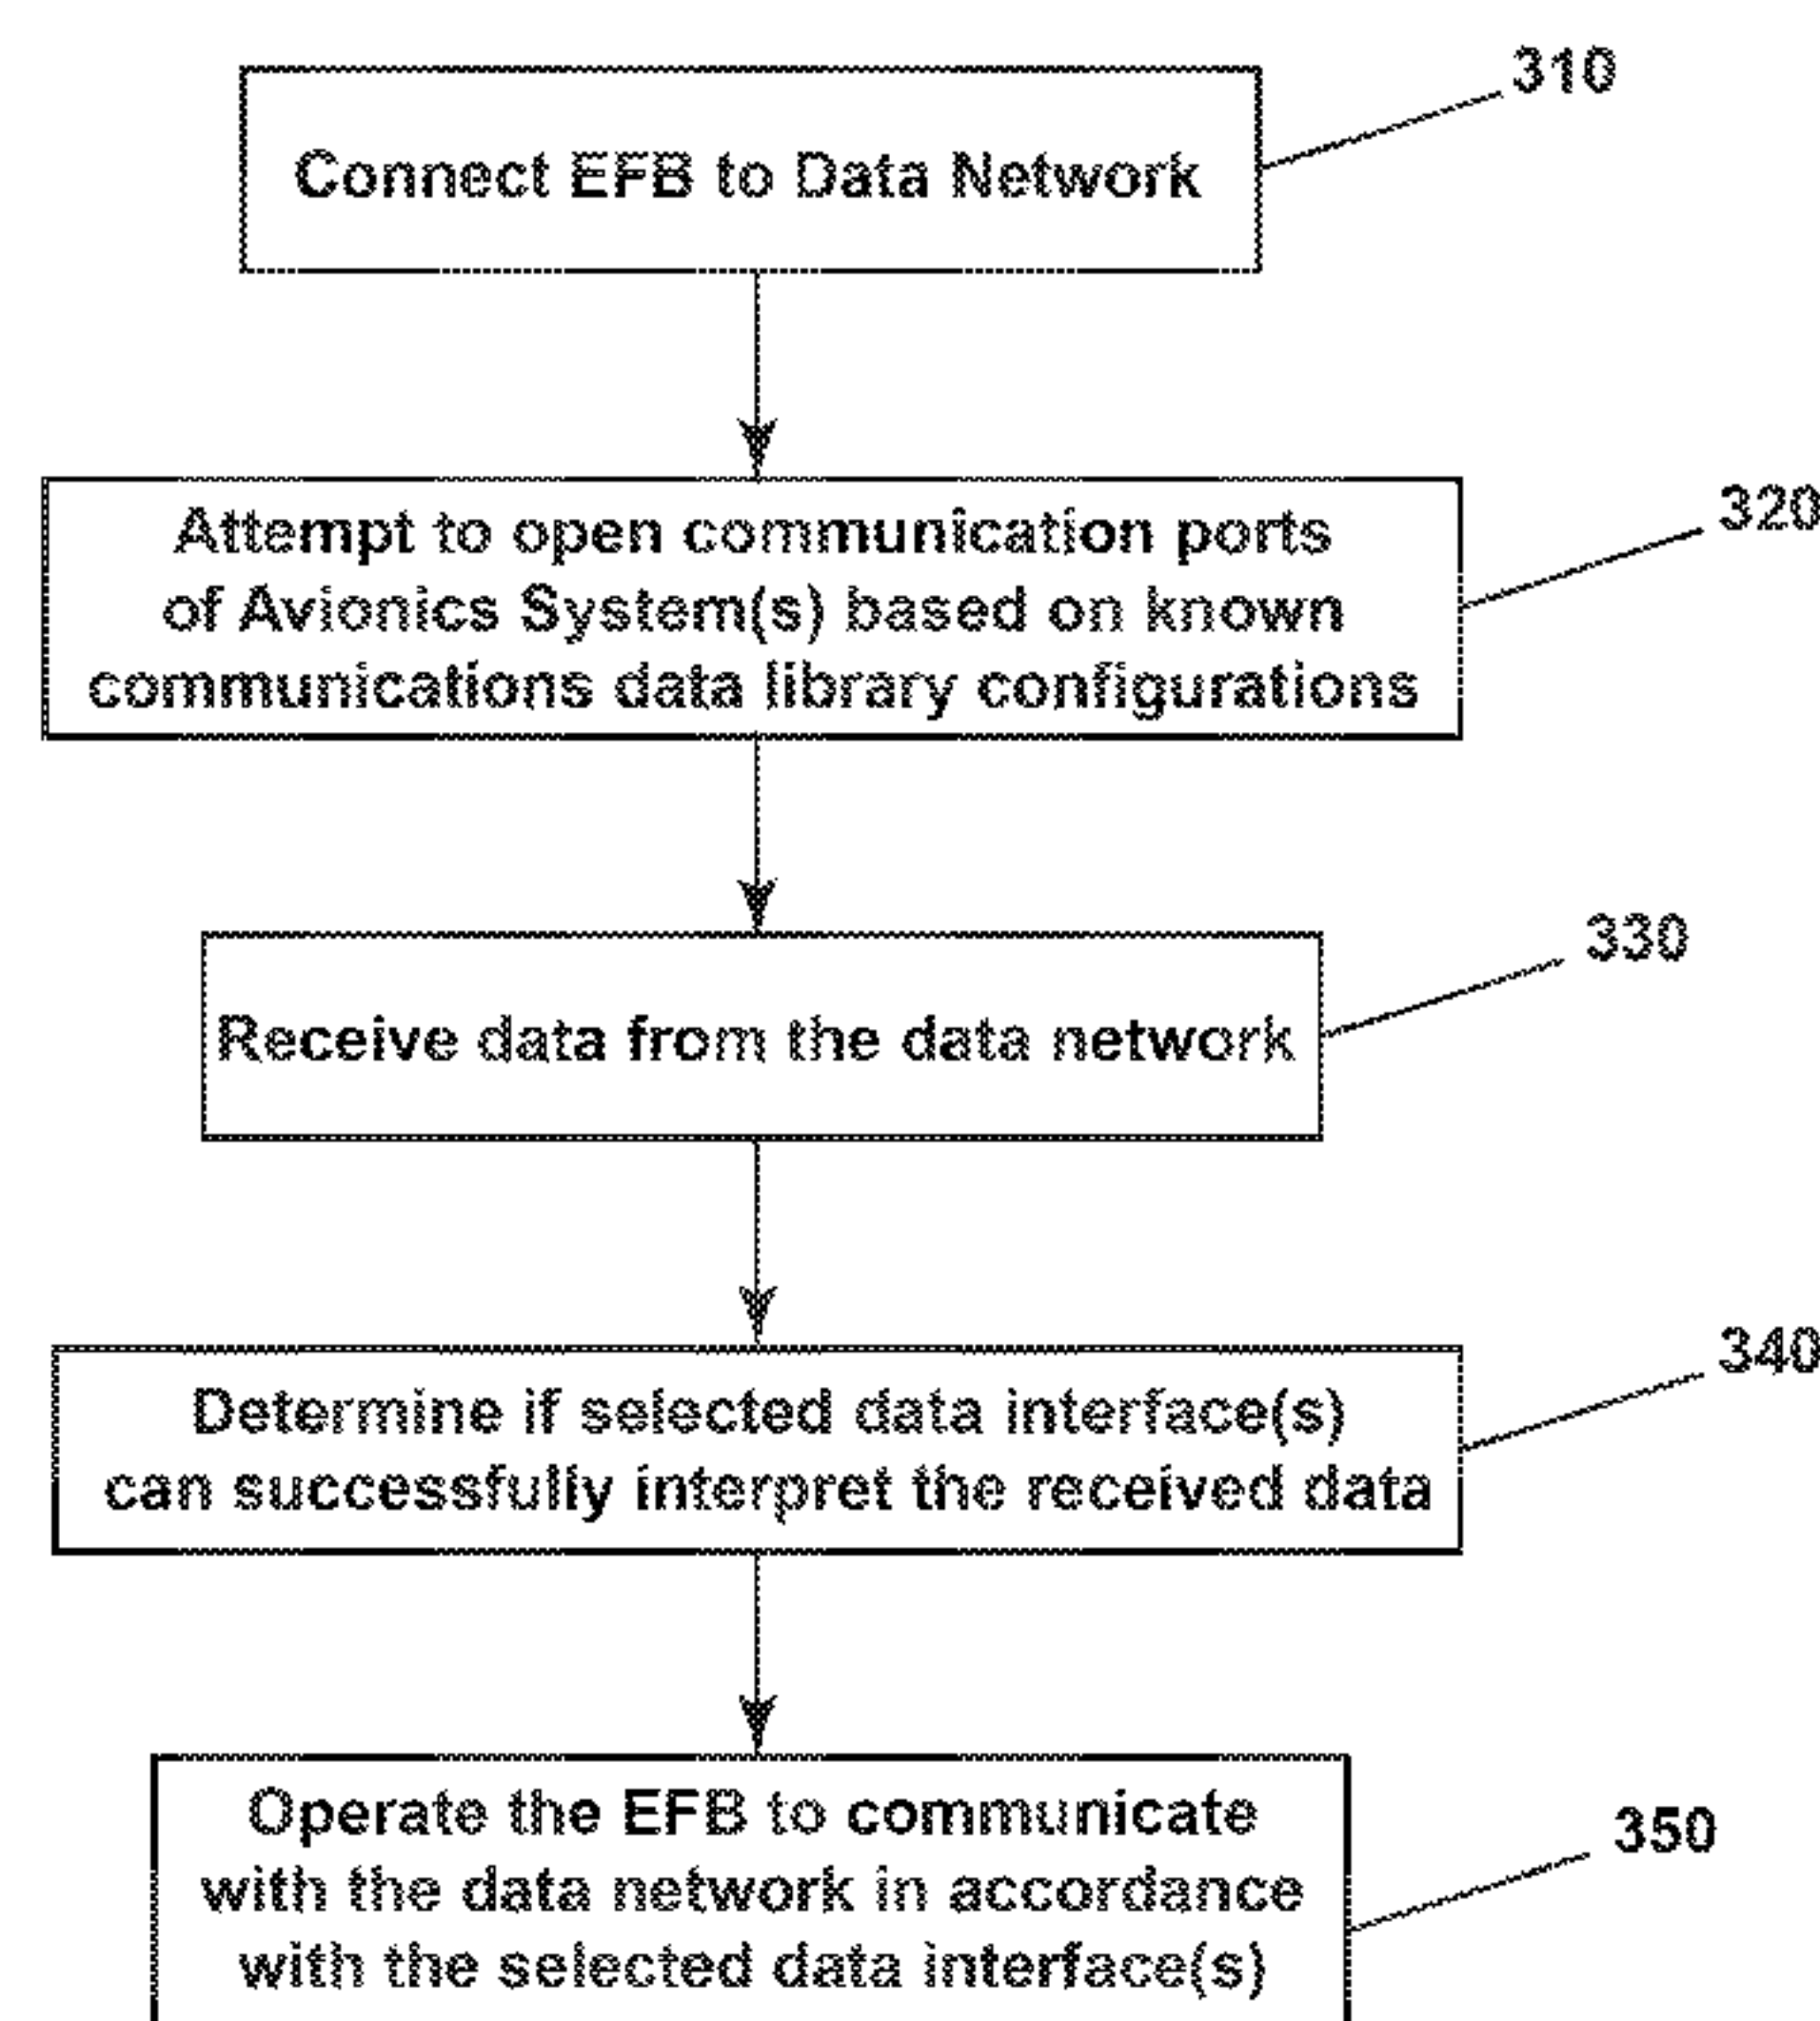 310
Connect EFB to Data Network
320
Attempt to open communication ports
of Avionics System(s) based on known
communications data library configurations
330
Receive data from the data network
340
Determine if selected data interface(s)
can successfully interpret the received data
350
Operate the EFB to communicate
with the data network in accordance
with the selected data interface(s)